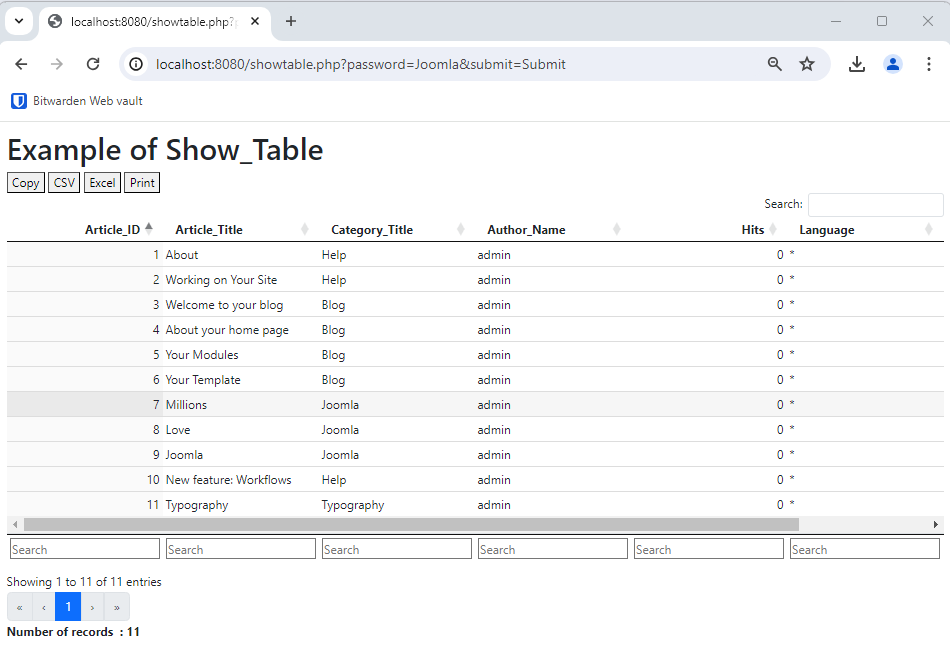 localhost:8080/showtable.php?p
localhost:8080/showtable.php?password=Joomla&submit=Submit
Bitwarden Web vault
Example of Show_Table
Copy CSV Excel Print
Search:
Article_ID Article_Title Category_Title Author_Name Hits Language
1 About Help admin 0 *
2 Working on Your Site Help admin 0 *
3 Welcome to your blog Blog admin 0 *
4 About your home page Blog admin 0 *
5 Your Modules Blog admin 0 *
6 Your Template Blog admin 0 *
7 Millions Joomla admin 0 *
8 Love Joomla admin 0 *
9 Joomla Joomla admin 0 *
10 New feature: Workflows Help admin 0 *
11 Typography Typography admin 0 *
Search Search Search Search Search Search
Showing 1 to 11 of 11 entries
« ‹ 1 › »
Number of records : 11